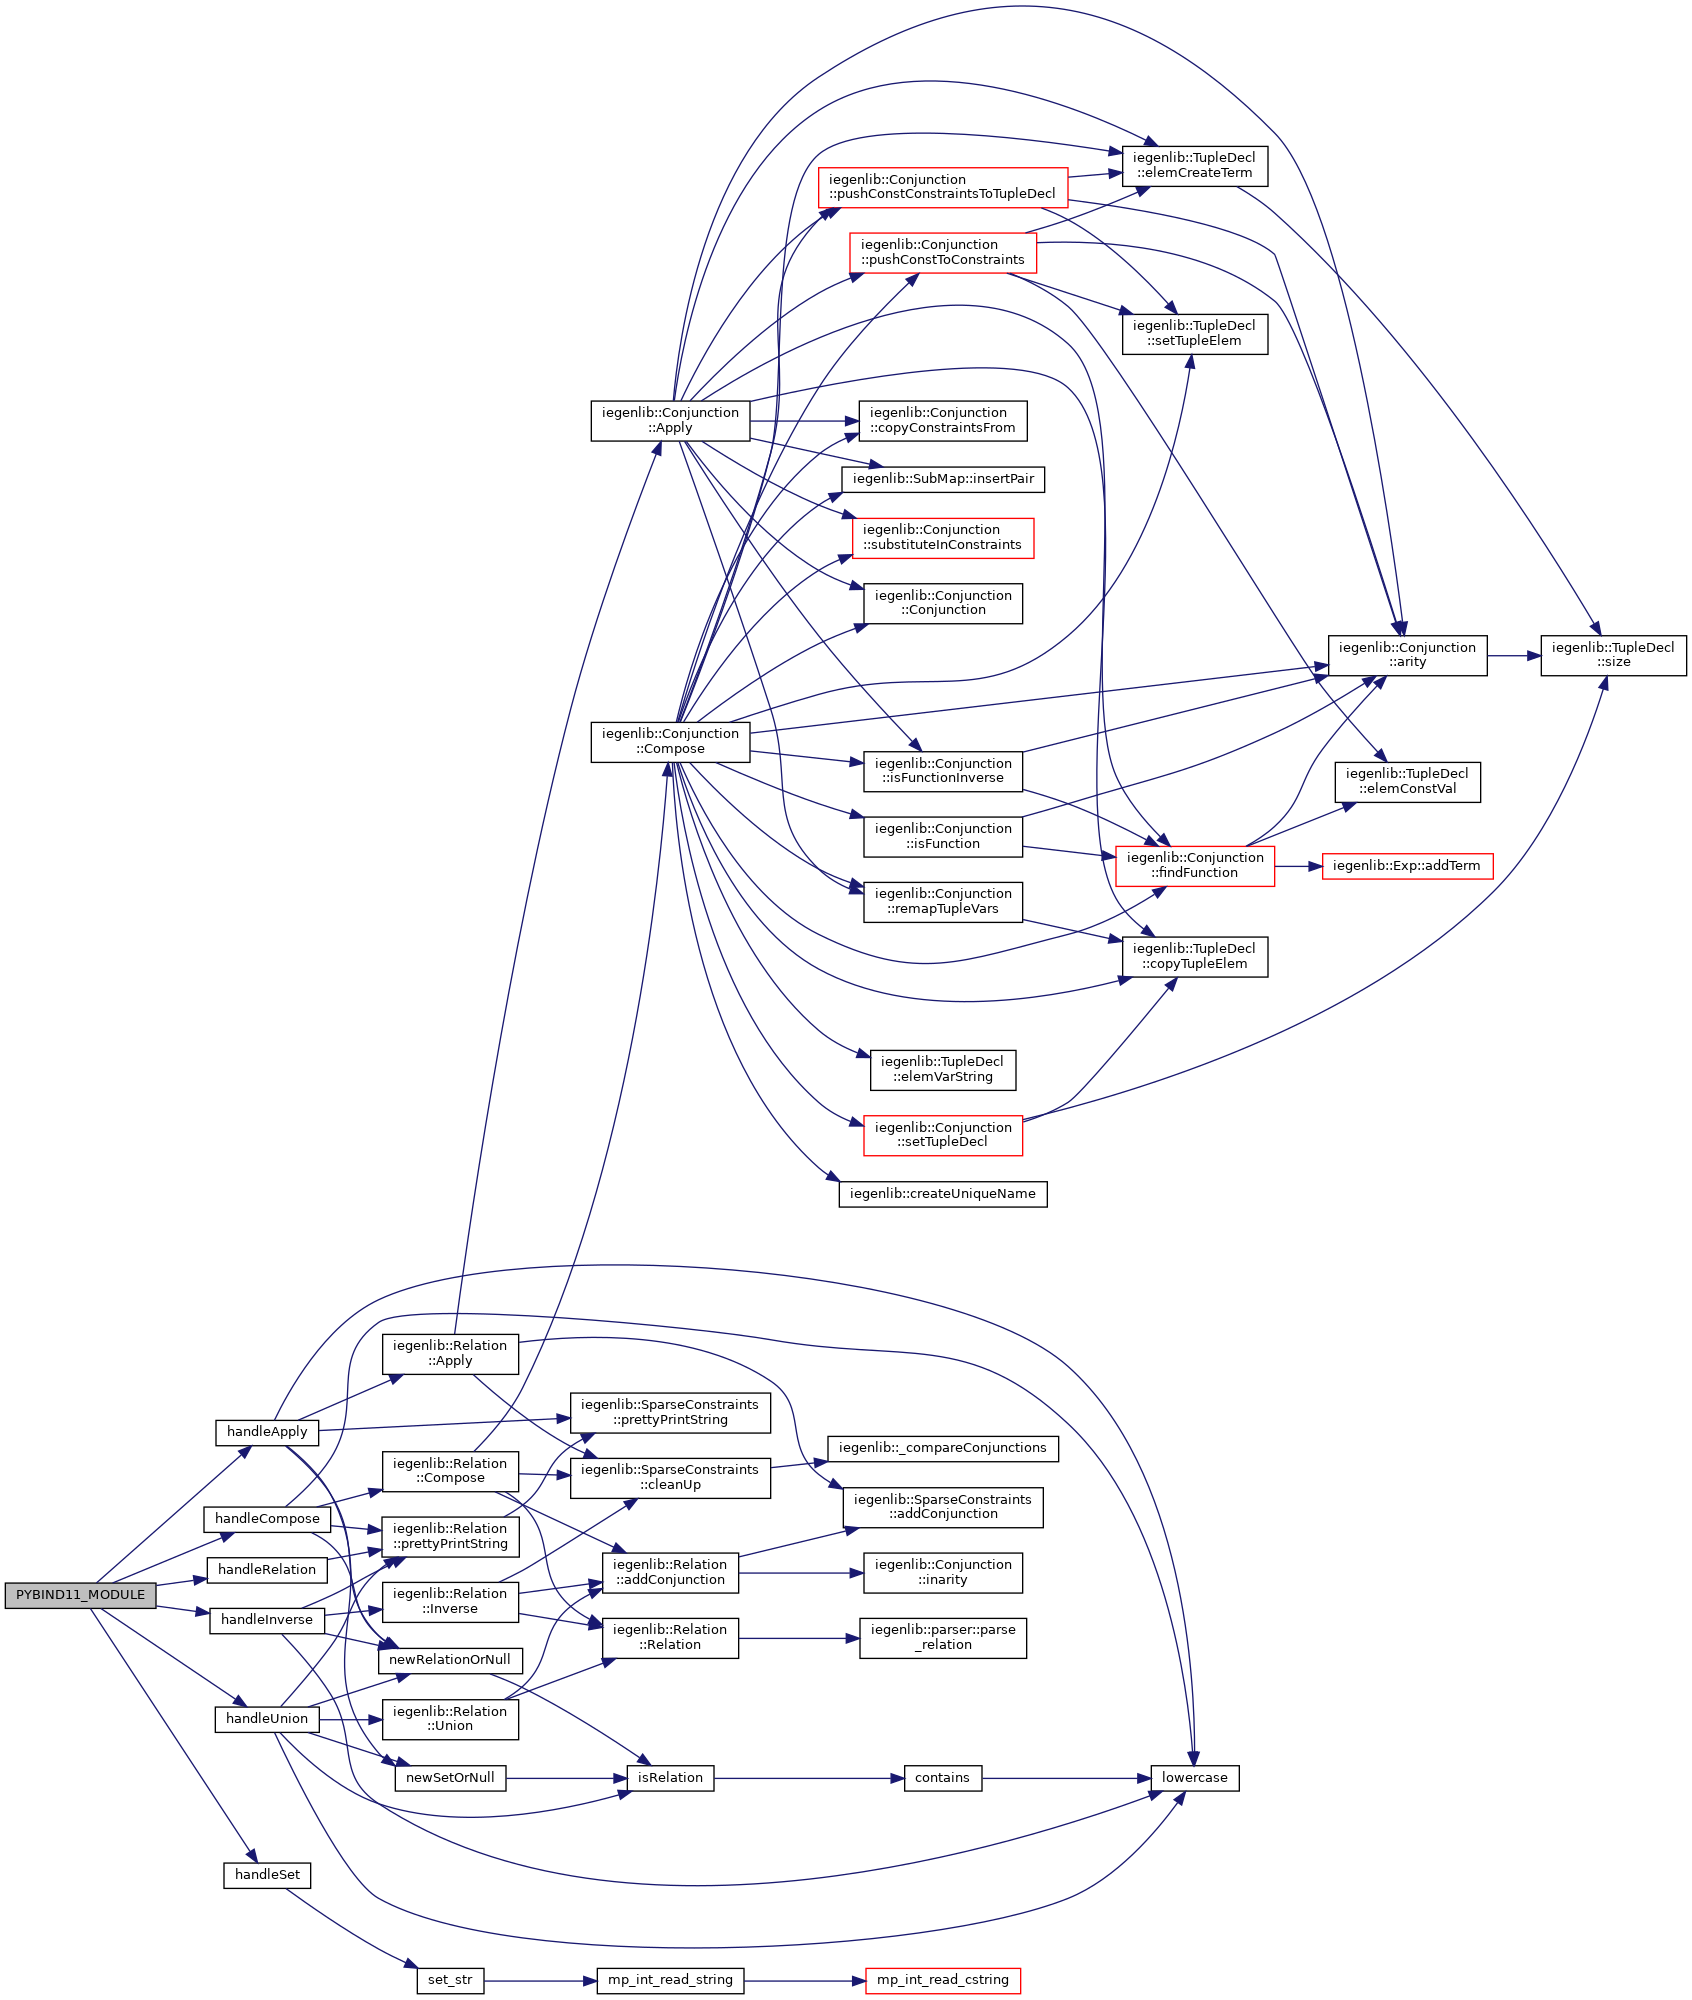 iegenlib::TupleDecl
::elemCreateTerm
iegenlib::Conjunction
::pushConstConstraintsToTupleDecl
iegenlib::Conjunction
::pushConstToConstraints
iegenlib::TupleDecl
::setTupleElem
iegenlib::Conjunction
::Apply
iegenlib::Conjunction
::copyConstraintsFrom
iegenlib::SubMap::insertPair
iegenlib::Conjunction
::substituteInConstraints
iegenlib::Conjunction
::Conjunction
iegenlib::Conjunction
::arity
iegenlib::TupleDecl
::size
iegenlib::Conjunction
::Compose
iegenlib::Conjunction
::isFunctionInverse
iegenlib::TupleDecl
::elemConstVal
iegenlib::Conjunction
::isFunction
iegenlib::Conjunction
::findFunction
iegenlib::Exp::addTerm
iegenlib::Conjunction
::remapTupleVars
iegenlib::TupleDecl
::copyTupleElem
iegenlib::TupleDecl
::elemVarString
iegenlib::Conjunction
::setTupleDecl
iegenlib::createUniqueName
iegenlib::Relation
::Apply
iegenlib::SparseConstraints
::prettyPrintString
handleApply
iegenlib::_compareConjunctions
iegenlib::Relation
::Compose
iegenlib::SparseConstraints
::cleanUp
iegenlib::SparseConstraints
::addConjunction
handleCompose
iegenlib::Relation
::prettyPrintString
handleRelation
iegenlib::Relation
::addConjunction
iegenlib::Conjunction
::inarity
PYBIND11_MODULE
iegenlib::Relation
::Inverse
handleInverse
iegenlib::Relation
::Relation
iegenlib::parser::parse
_relation
newRelationOrNull
handleUnion
iegenlib::Relation
::Union
newSetOrNull
isRelation
contains
lowercase
handleSet
set_str
mp_int_read_string
mp_int_read_cstring